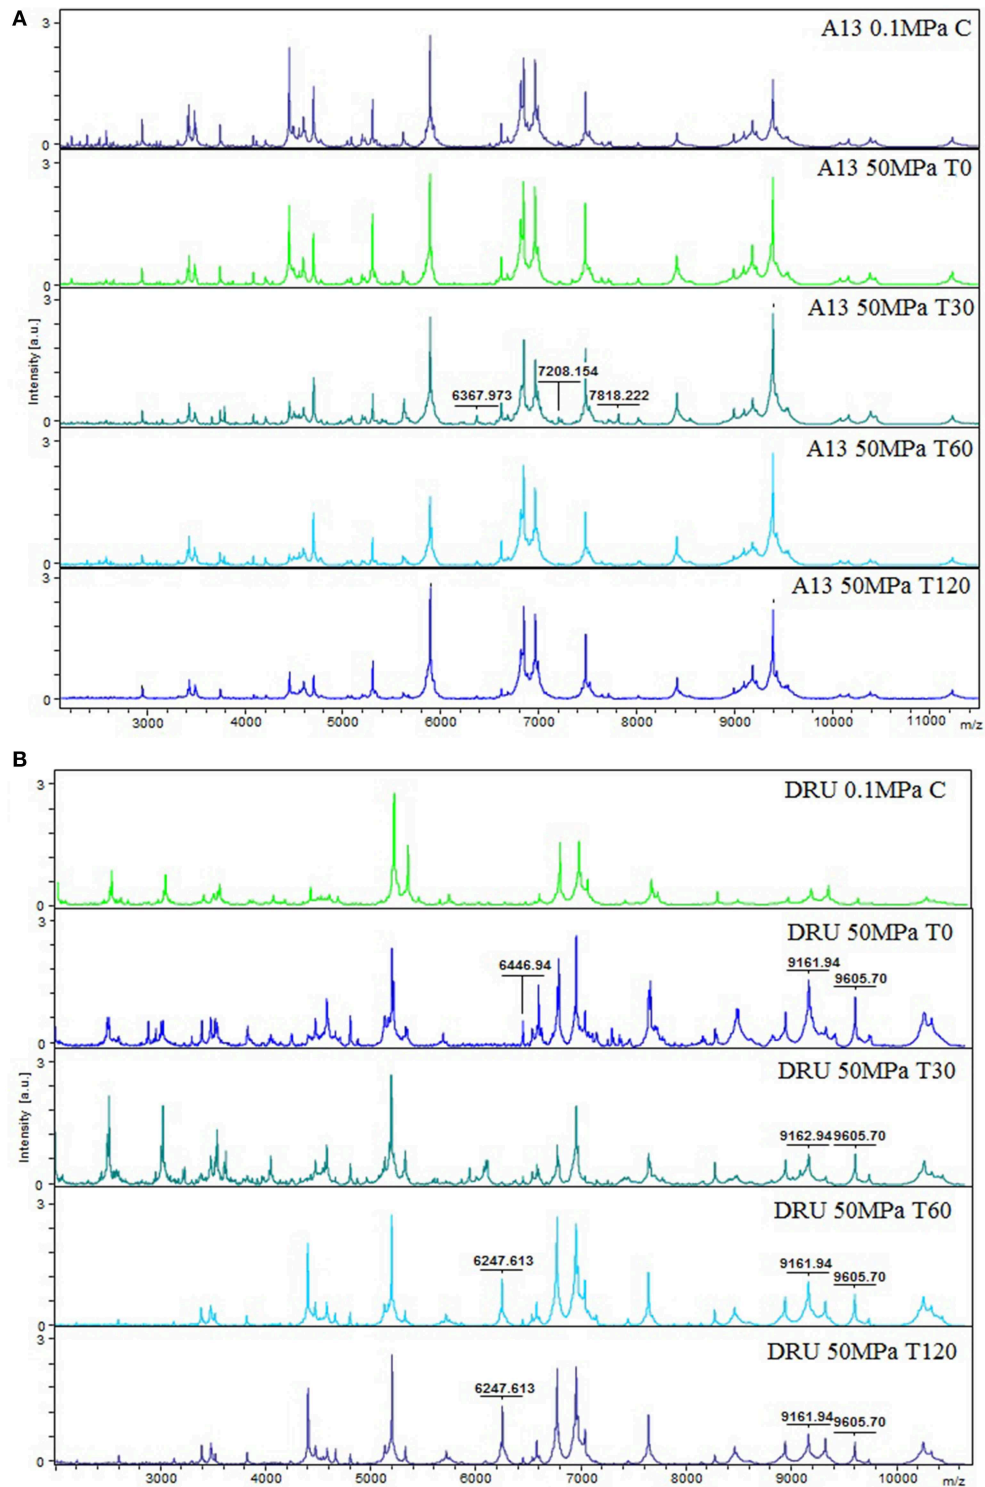 A
3
A13 0.1MPa C
0
3
A13 50MPa T0
0
3
A13 50MPa T30
7208.154
6367.973
7818.222
0
Intensity [a.u.]
3
A13 50MPa T60
0
3
A13 50MPa T120
0
3000 4000 5000 6000 7000 8000 9000 10000 11000 m/z
B
3
DRU 0.1MPa C
0
3
DRU 50MPa T0
6446.94
9161.94
9605.70
0
3
DRU 50MPa T30
9162.94 9605.70
0
Intensity [a.u.]
3
DRU 50MPa T60
6247.613
9161.94
9605.70
0
3
DRU 50MPa T120
6247.613
9161.94 9605.70
0
3000 4000 5000 6000 7000 8000 9000 10000 m/z